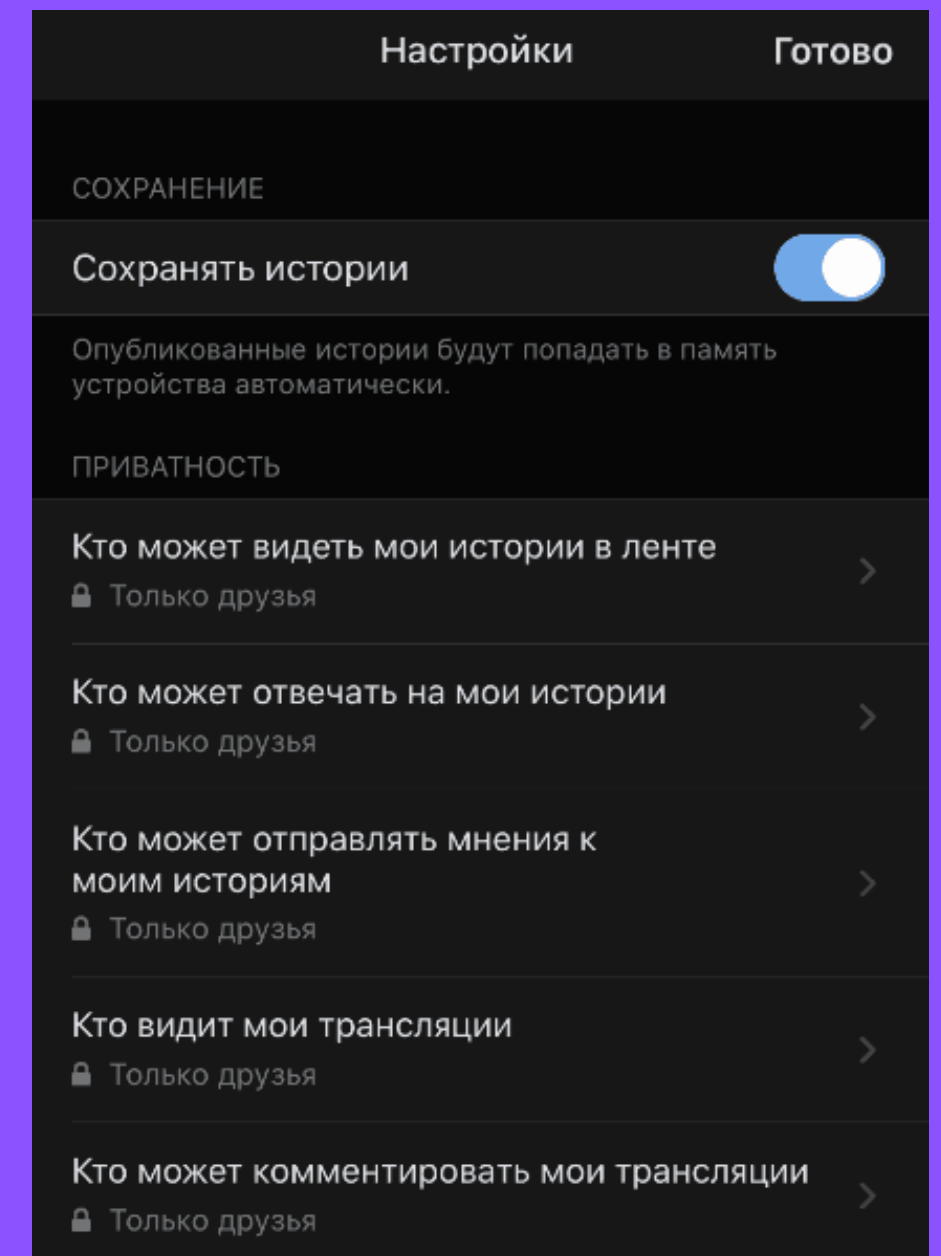 Настройки
Готово
СОХРАНЕНИЕ
Сохранять истории
Опубликованные истории будут попадать в память
устройства автоматически.
ПРИВАТНОСТЬ
Кто может видеть мои истории в ленте
Только друзья
Кто может отвечать на мои истории
Только друзья
Кто может отправлять мнения к
моим историям
Только друзья
Кто видит мои трансляции
Только друзья
Кто может комментировать мои трансляции
Только друзья